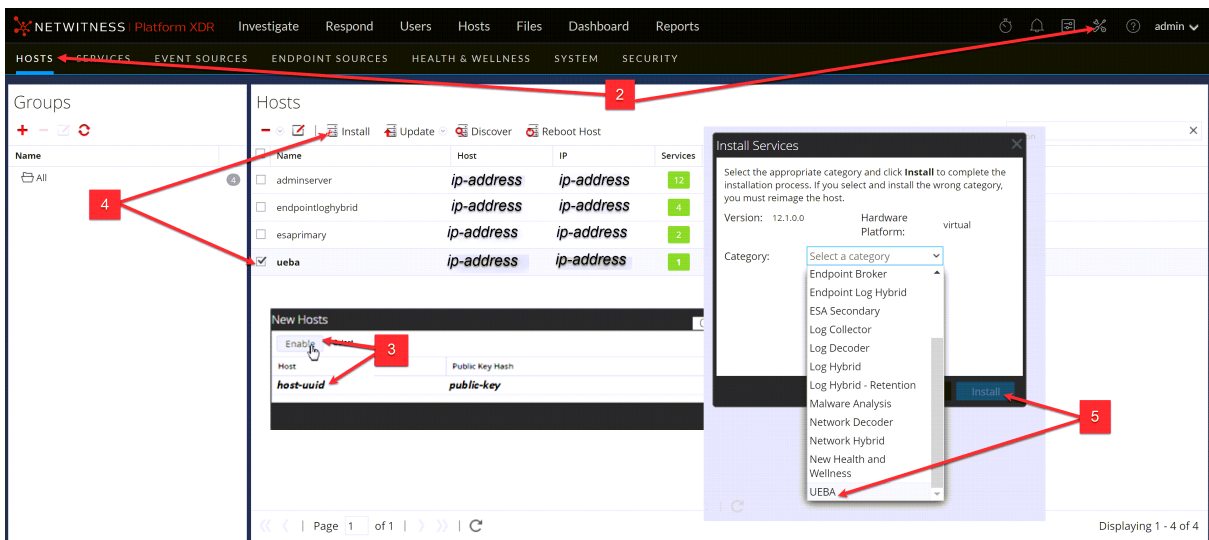 NETWITNESS Platform XDR Investigate Respond Users Hosts Files Dashboard Reports admin
HOSTS SERVICES EVENT SOURCES ENDPOINT SOURCES HEALTH & WELLNESS SYSTEM SECURITY
2
Groups
Name
All 4
4
Hosts
Install Update Discover Reboot Host
Name Host IP Services
adminserver ip-address ip-address 12
endpointloghybrid ip-address ip-address 4
esaprimary ip-address ip-address 2
ueba ip-address ip-address 1
New Hosts
Enable
3
Host Public Key Hash
host-uuid public-key
Install Services
Select the appropriate category and click Install to complete the
installation process. If you select and install the wrong category,
you must reimage the host.
Version: 12.1.0.0 Hardware Platform: virtual
Category: Select a category
Endpoint Broker
Endpoint Log Hybrid
ESA Secondary
Log Collector
Log Decoder
Log Hybrid
Log Hybrid - Retention
Malware Analysis
Network Decoder
Network Hybrid
New Health and
Wellness
UEBA
Install
5
Page 1 of 1
Displaying 1 - 4 of 4